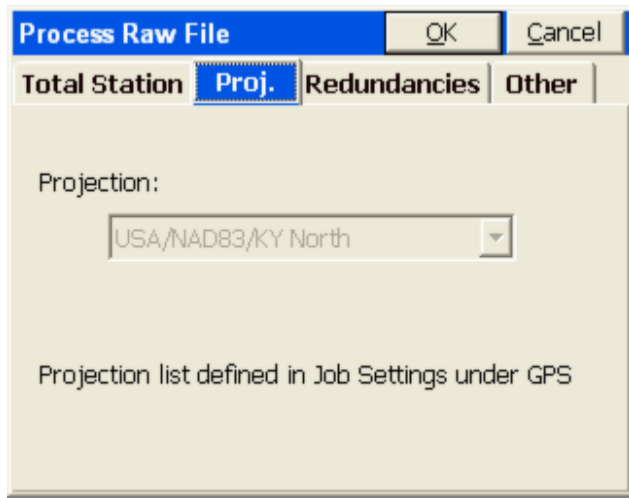 Process Raw File OK Cancel
Total Station Proj. Redundancies Other
Projection:
USA/NAD83/KY North
Projection list defined in Job Settings under GPS